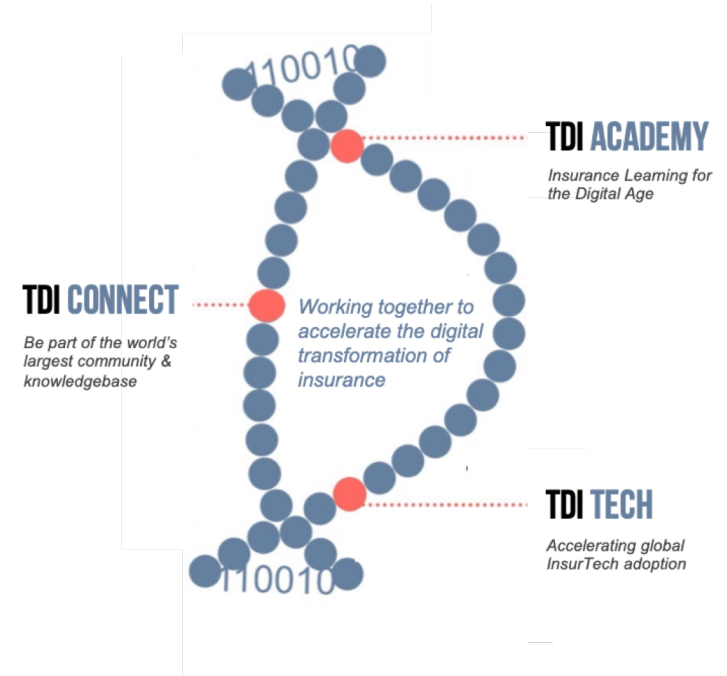 110010
TDI ACADEMY
Insurance Learning for
the Digital Age
TDI CONNECT
Be part of the world's
largest community &
knowledgebase
Working together to
accelerate the digital
transformation of
insurance
TDI TECH
Accelerating global
InsurTech adoption
110010